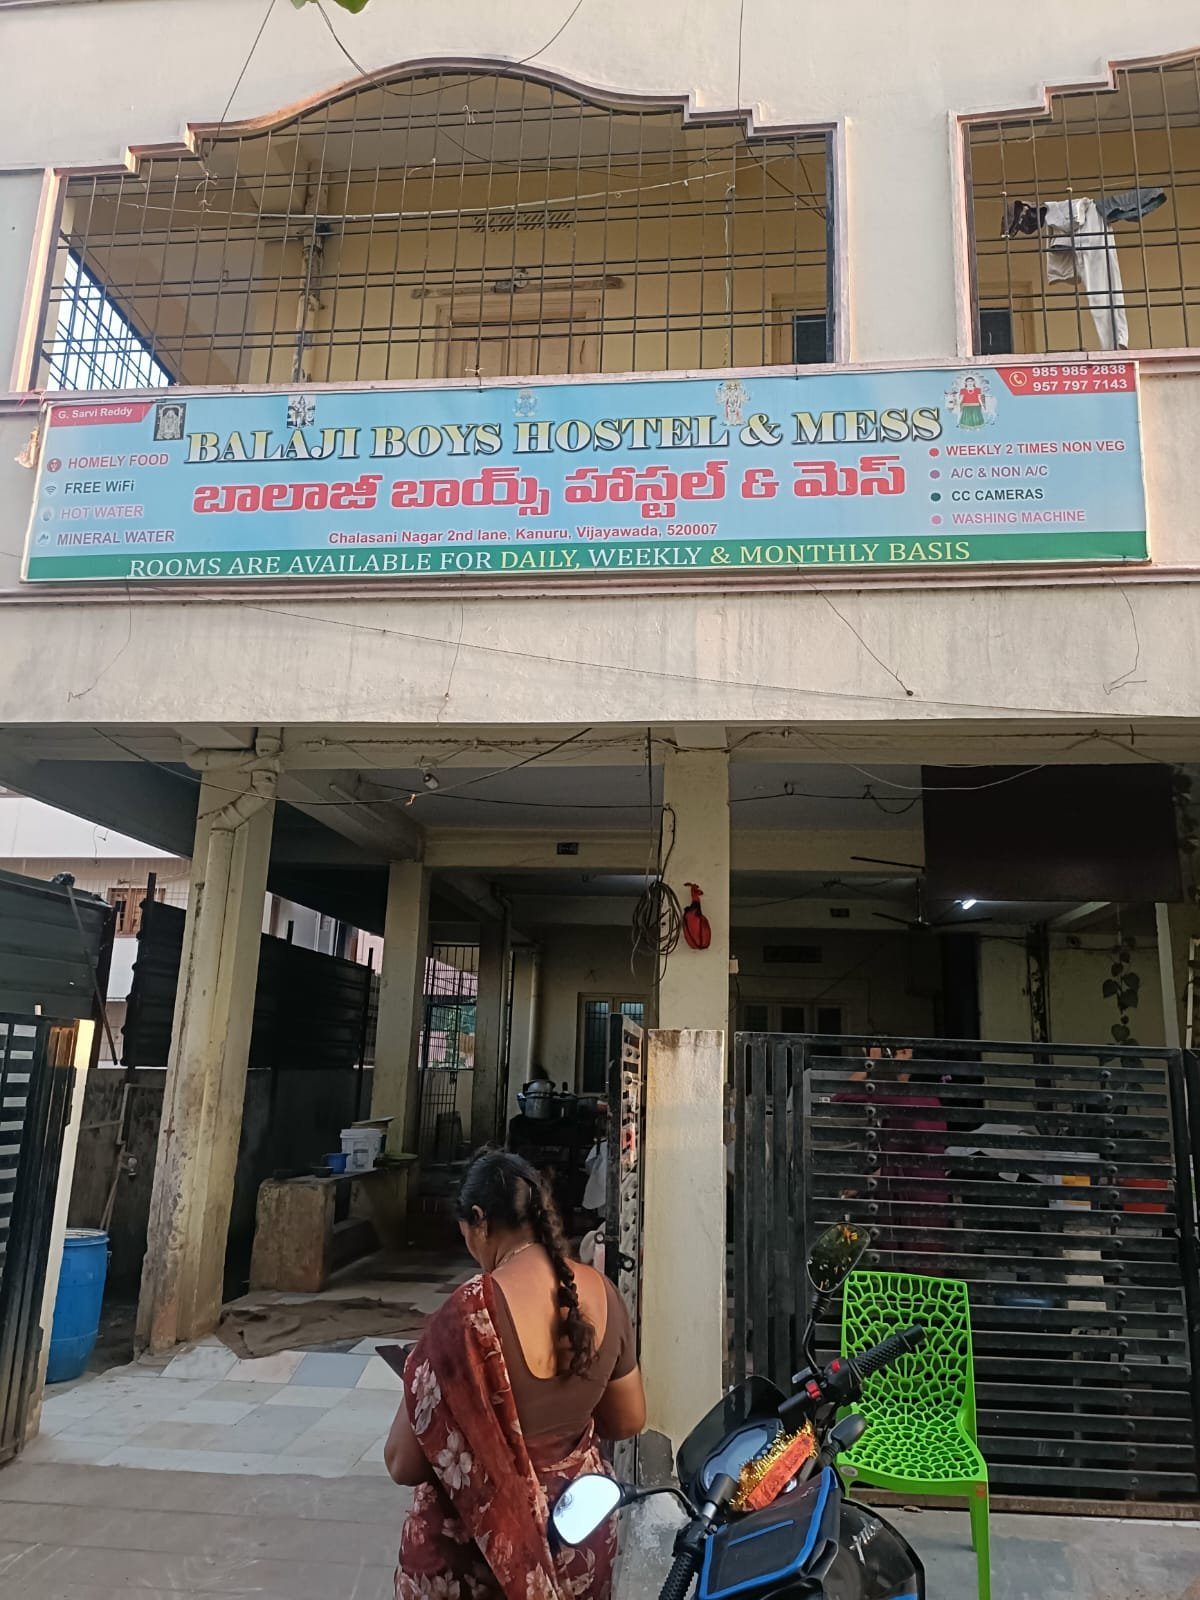 G. Sarvi Reddy
985 985 2838
957 797 7143
BALAJI BOYS HOSTEL & MESS
బాలాజీ బాయ్స్ హాస్టల్ & మెస్
HOMELY FOOD
FREE WiFi
HOT WATER
MINERAL WATER
WEEKLY 2 TIMES NON VEG
A/C & NON A/C
CC CAMERAS
WASHING MACHINE
Chalasani Nagar 2nd lane, Kanuru, Vijayawada, 520007
ROOMS ARE AVAILABLE FOR DAILY, WEEKLY & MONTHLY BASIS